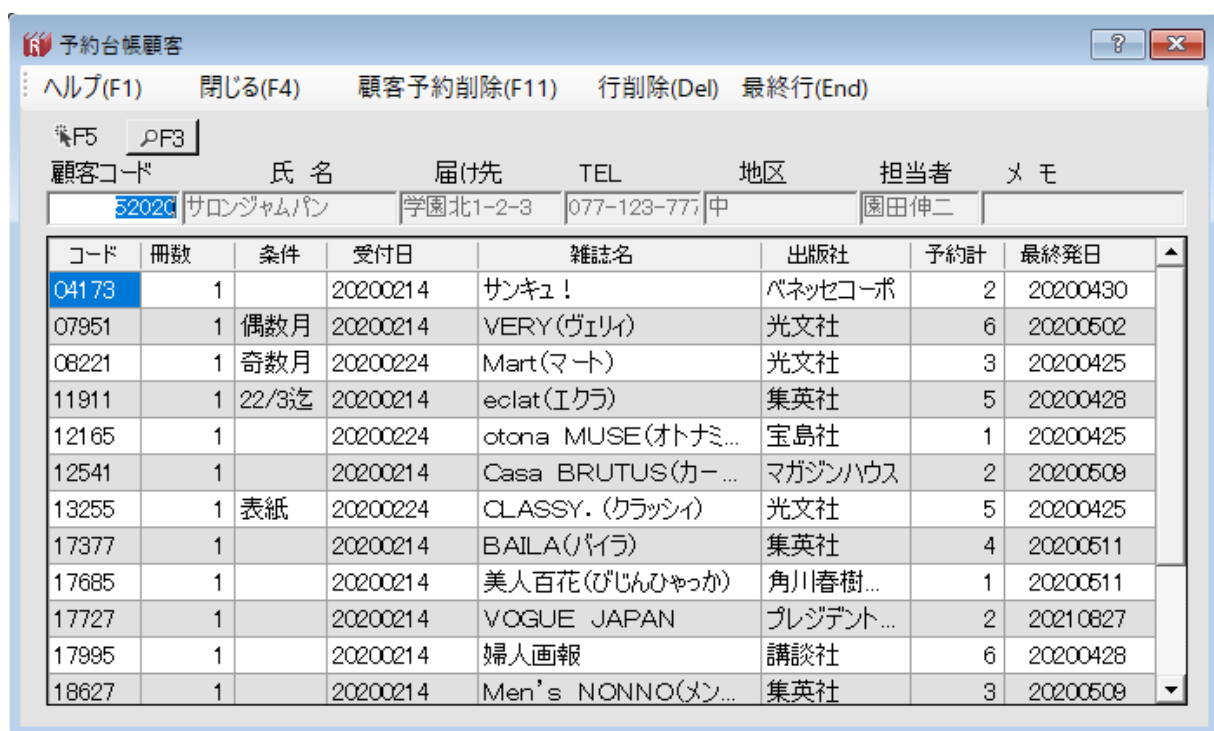 予約台帳顧客
ヘルプ(F1) 閉じる(F4) 顧客予約削除(F11) 行削除(Del) 最終行(End)
F5 F3
顧客コード 氏 名 届け先 TEL 地区 担当者 メ モ
52020 サロンジャムパン 学園北1-2-3 077-123-777 中 園田伸二
コード 冊数 条件 受付日 雑誌名 出版社 予約計 最終発日
04173 1 20200214 サンキュ! ベネッセコーポ 2 20200430
07951 1 偶数月 20200214 VERY(ヴェリィ) 光文社 6 20200502
08221 1 奇数月 20200224 Mart(マート) 光文社 3 20200425
11911 1 22/3迄 20200214 eclat(エクラ) 集英社 5 20200428
12165 1 20200224 otona MUSE(オトナミ... 宝島社 1 20200425
12541 1 20200214 Casa BRUTUS(カー... マガジンハウス 2 20200509
13255 1 表紙 20200224 CLASSY.(クラッシィ) 光文社 5 20200425
17377 1 20200214 BAILA(バイラ) 集英社 4 20200511
17685 1 20200214 美人百花(びじんひゃっか) 角川春樹... 1 20200511
17727 1 20200214 VOGUE JAPAN プレジデント... 2 20210827
17995 1 20200214 婦人画報 講談社 6 20200428
18627 1 20200214 Men's NONNO(メン... 集英社 3 20200509